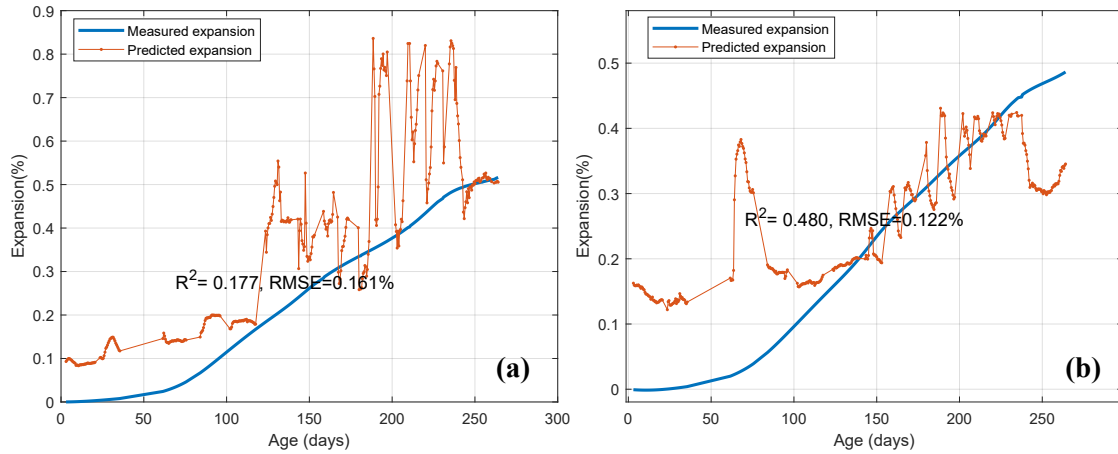 Measured expansion
Predicted expansion
0.9
0.8
0.7
0.6
0.5
0.4
0.3
0.2
0.1
0
Expansion(%)
R²= 0.177, RMSE=0.161%
(a)
0 50 100 150 200 250 300
Age (days)
Measured expansion
Predicted expansion
0.5
0.4
0.3
0.2
0.1
0
Expansion(%)
R²= 0.480, RMSE=0.122%
(b)
0 50 100 150 200 250
Age (days)